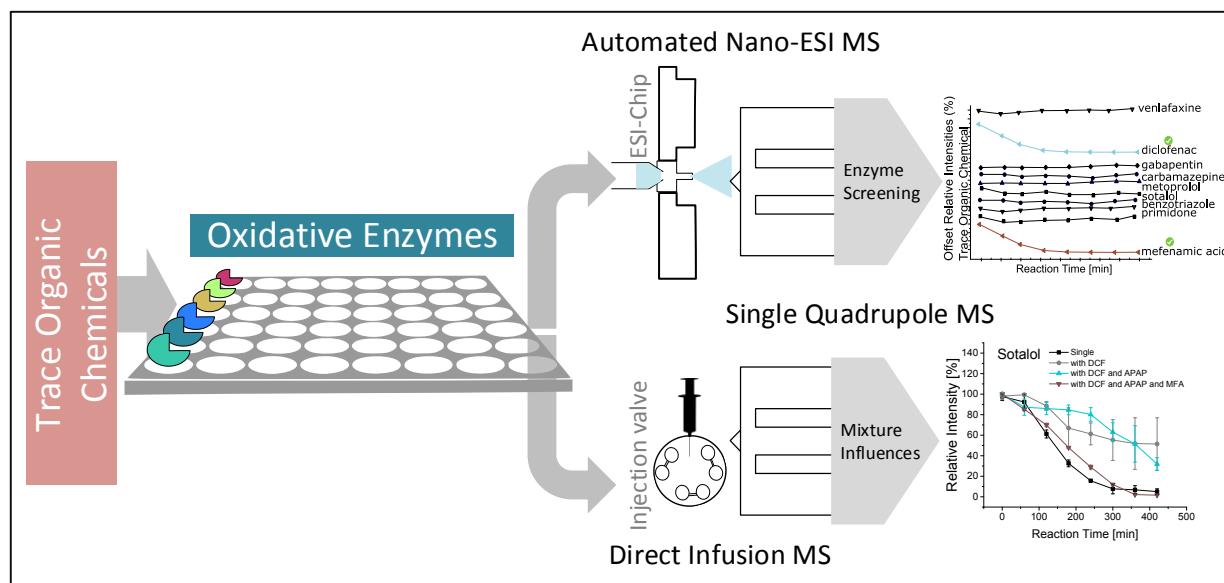 Automated Nano-ESI MS
Trace Organic
Chemicals
Oxidative Enzymes
ESI-Chip
Enzyme
Screening
Offset Relative Intensities (%)
Trace Organic Chemical
venlafaxine
diclofenac
gabapentin
carbamazepine
metoprolol
sotalol
benzotriazole
primidone
mefenamic acid
Reaction Time [min]
Single Quadrupole MS
Injection valve
Mixture
Influences
Sotalol
Single
with DCF
with DCF and APAP
with DCF and APAP and MFA
Relative Intensity [%]
140
120
100
80
60
40
20
0
0 100 200 300 400 500
Reaction Time [min]
Direct Infusion MS